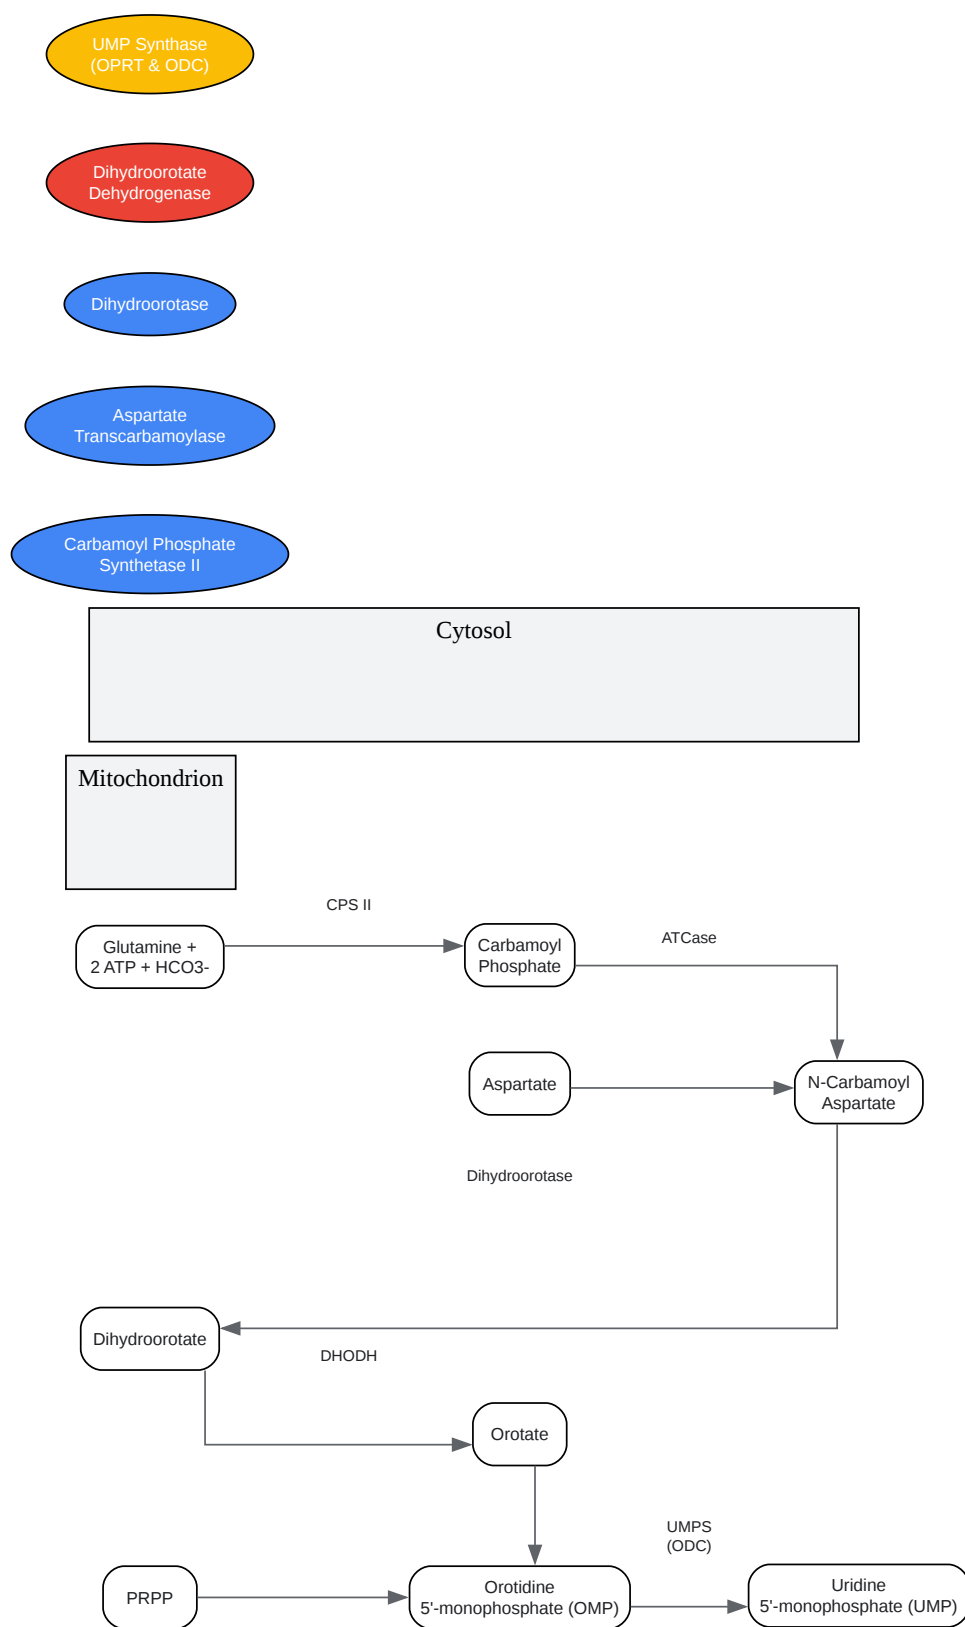 UMP Synthase
(OPRT & ODC)
Dihydroorotate
Dehydrogenase
Dihydroorotase
Aspartate
Transcarbamoylase
Carbamoyl Phosphate
Synthetase II
Cytosol
Mitochondrion
CPS II
Glutamine +
2 ATP + HCO3-
Carbamoyl
Phosphate
ATCase
Aspartate
N-Carbamoyl
Aspartate
Dihydroorotase
Dihydroorotate
DHODH
Orotate
UMPS
(ODC)
PRPP
Orotidine
5'-monophosphate (OMP)
Uridine
5'-monophosphate (UMP)